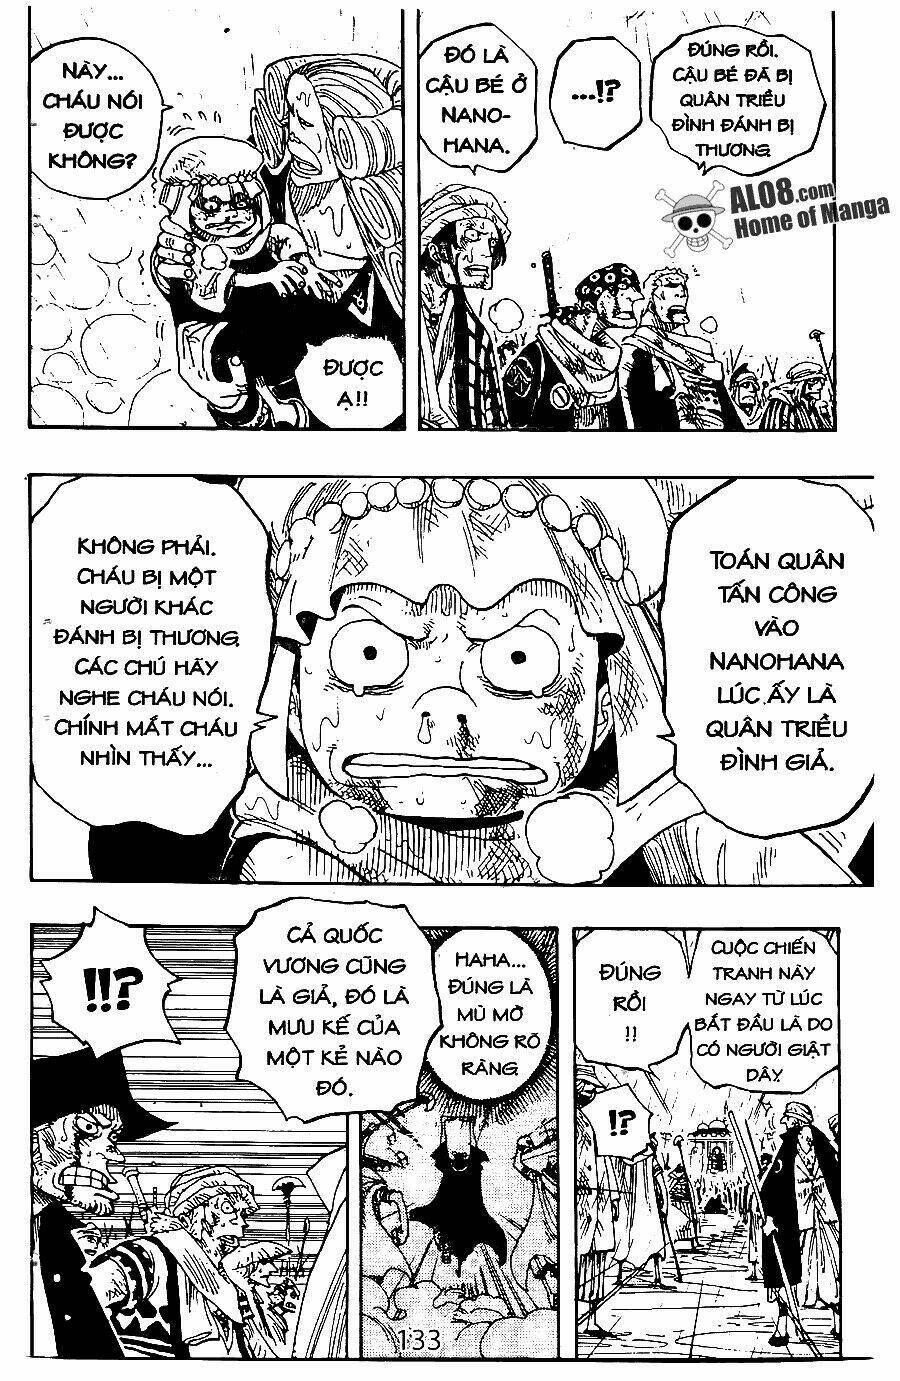 ĐÚNG RỒI.
CẬU BÉ ĐÃ BỊ
QUÂN TRIỀU
ĐÌNH ĐÁNH BỊ
THƯƠNG.
...!?
ĐÓ LÀ
CẬU BÉ Ở
NANO-
HANA.
AL08.com
Home of Manga
NÀY...
CHÁU NÓI
ĐƯỢC
KHÔNG?
ĐƯỢC
Ạ!!
TOÁN QUÂN
TẤN CÔNG
VÀO
NANOHANA
LÚC ẤY LÀ
QUÂN TRIỀU
ĐÌNH GIẢ.
KHÔNG PHẢI.
CHÁU BỊ MỘT
NGƯỜI KHÁC
ĐÁNH BỊ THƯƠNG.
CÁC CHÚ HÃY
NGHE CHÁU NÓI.
CHÍNH MẮT CHÁU
NHÌN THẤY...
CUỘC CHIẾN
TRANH NÀY
NGAY TỪ LÚC
BẮT ĐẦU LÀ DO
CÓ NGƯỜI GIẬT
DÂY.
ĐÚNG
RỒI
!!
!?
HAHA...
ĐÚNG LÀ
MÙ MỜ
KHÔNG RÕ
RÀNG
CẢ QUỐC
VƯƠNG CŨNG
LÀ GIẢ, ĐÓ LÀ
MƯU KẾ CỦA
MỘT KẺ NÀO
ĐÓ.
!!?
133